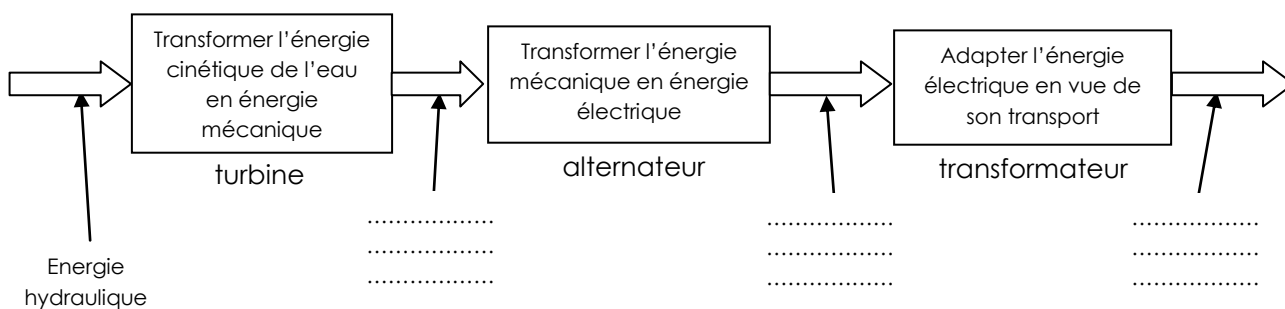 Transformer l’énergie
cinétique de l’eau
en énergie
mécanique
turbine
Transformer l’énergie
mécanique en énergie
électrique
alternateur
Adapter l’énergie
électrique en vue de
son transport
transformateur
Energie
hydraulique
………………
………………
………………
………………
………………
………………
………………
………………
………………